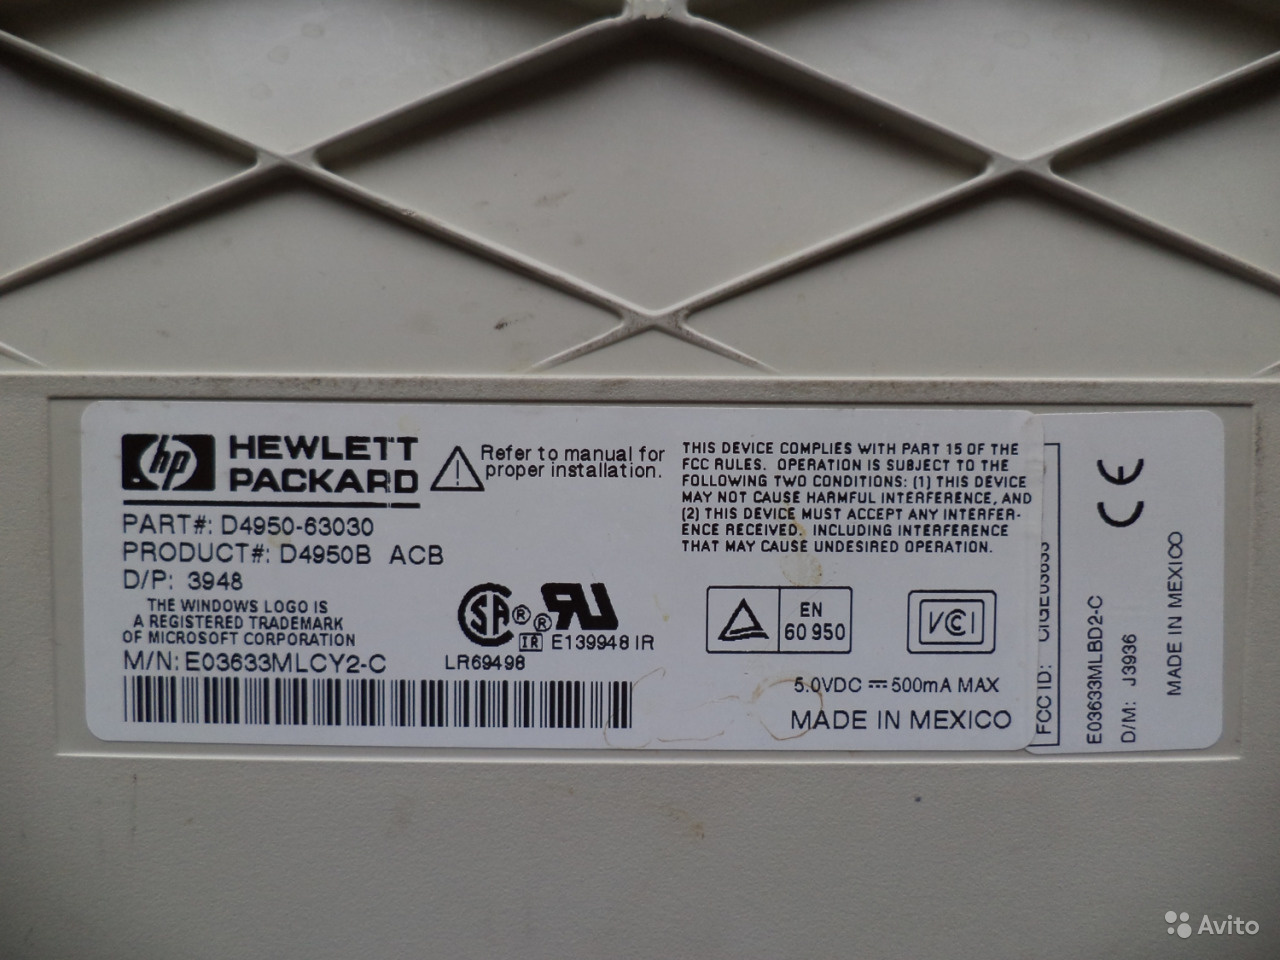 hp HEWLETT
PACKARD
Refer to manual for
proper installation.
PART#: D4950-63030
PRODUCT#: D4950B ACB
D/P: 3948
THE WINDOWS LOGO IS
A REGISTERED TRADEMARK
OF MICROSOFT CORPORATION
M/N: E03633MLCY2-C
SA ® ® RU
IR E139948 IR
LR69498
THIS DEVICE COMPLIES WITH PART 15 OF THE
FCC RULES. OPERATION IS SUBJECT TO THE
FOLLOWING TWO CONDITIONS: (1) THIS DEVICE
MAY NOT CAUSE HARMFUL INTERFERENCE, AND
(2) THIS DEVICE MUST ACCEPT ANY INTERFER-
ENCE RECEIVED, INCLUDING INTERFERENCE
THAT MAY CAUSE UNDESIRED OPERATION.
EN
60 950
VCCI
5.0VDC ⎓ 500mA MAX
MADE IN MEXICO
FCC ID:
E03633MLBD2-C
D/M: J3936
CE
MADE IN MEXICO
Avito